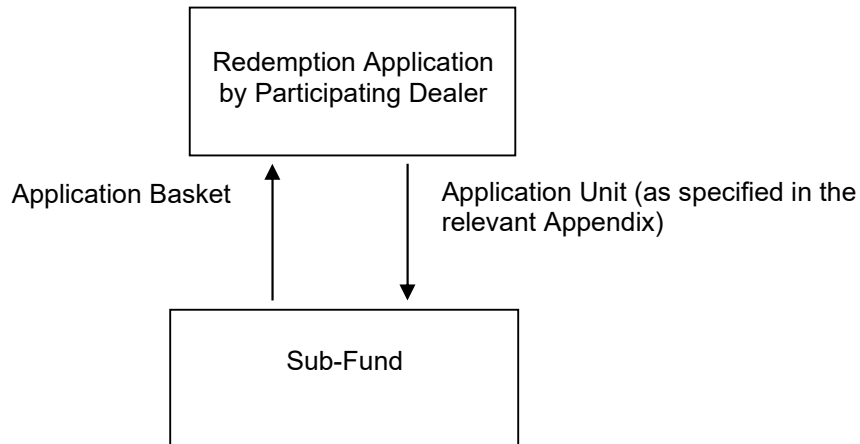 Redemption Application
by Participating Dealer
Application Basket
Application Unit (as specified in the
relevant Appendix)
Sub-Fund